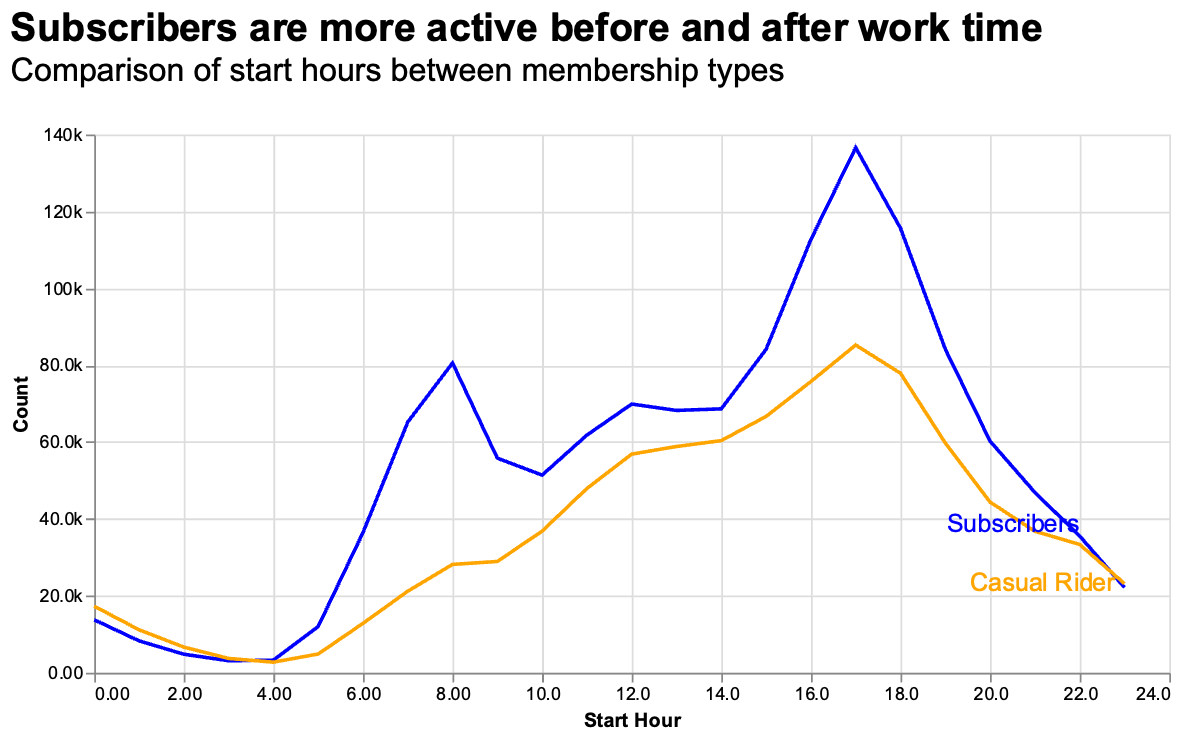 Subscribers are more active before and after work time
Comparison of start hours between membership types
140k
120k
100k
80.0k
60.0k
40.0k
20.0k
0.00
Count
Subscribers
Casual Rider
0.00 2.00 4.00 6.00 8.00 10.0 12.0 14.0 16.0 18.0 20.0 22.0 24.0
Start Hour